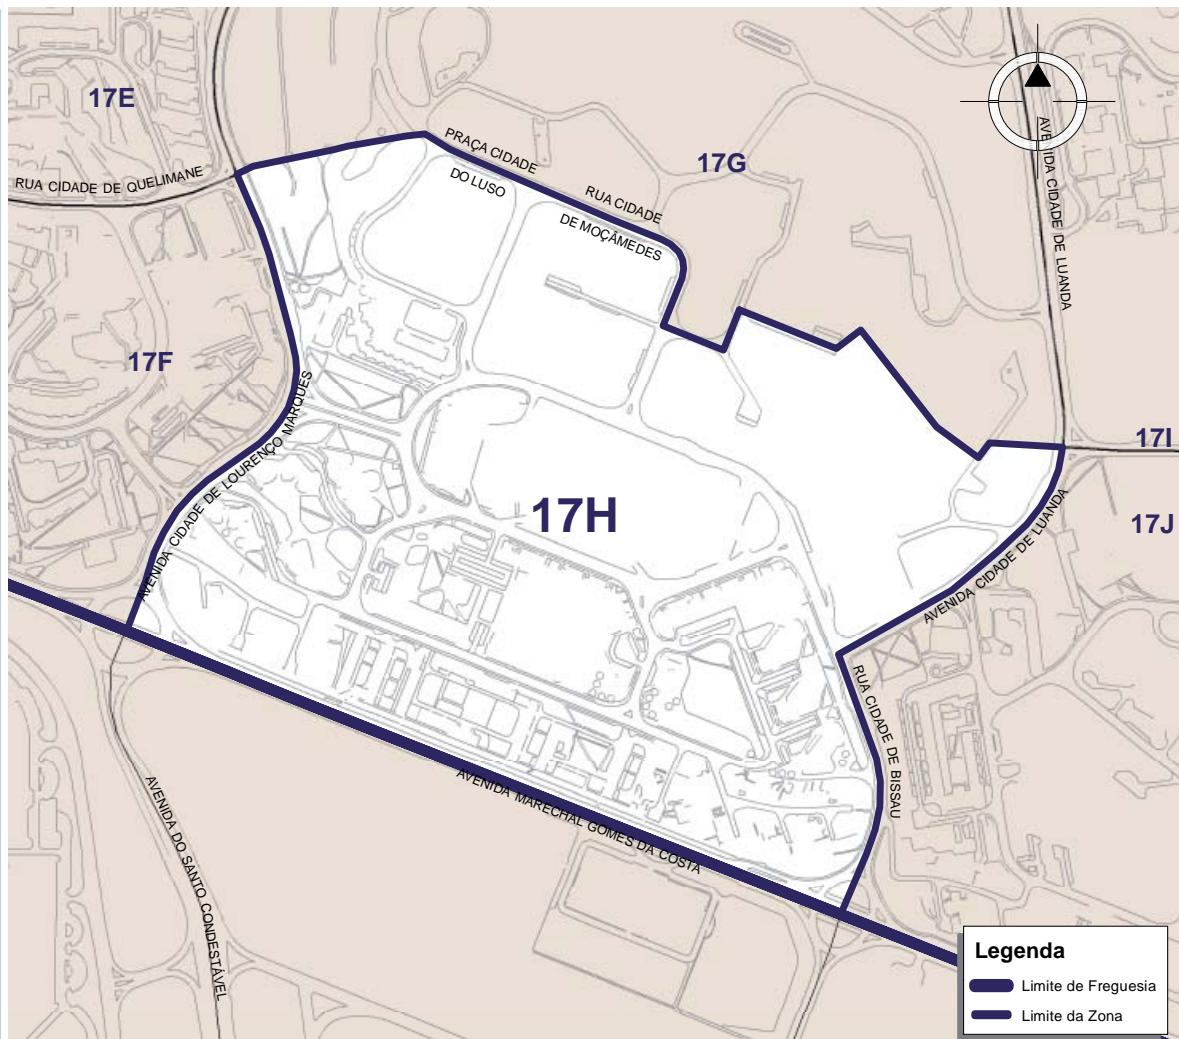 17E
RUA CIDADE DE QUELIMANE
PRAÇA CIDADE
DO LUSO
RUA CIDADE
DE MOÇÂMEDES
17G
AVENIDA CIDADE DE LUANDA
17F
AVENIDA CIDADE DE LOURENÇO MARQUES
17H
17I
17J
AVENIDA CIDADE DE LUANDA
RUA CIDADE DE BISSAU
AVENIDA MARECHAL GOMES DA COSTA
AVENIDA DO SANTO CONDESTÁVEL
Legenda
Limite de Freguesia
Limite da Zona